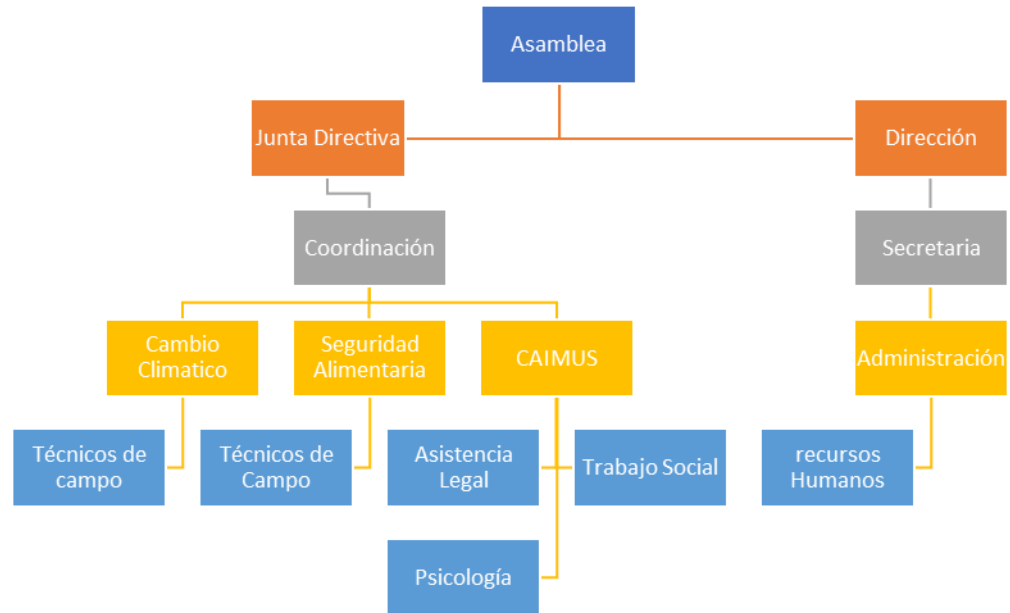 Asamblea
Junta Directiva
Dirección
Coordinación
Secretaria
Cambio
Climatico
Seguridad
Alimentaria
CAIMUS
Administración
Técnicos de
campo
Técnicos de
Campo
Asistencia
Legal
Trabajo Social
recursos
Humanos
Psicología